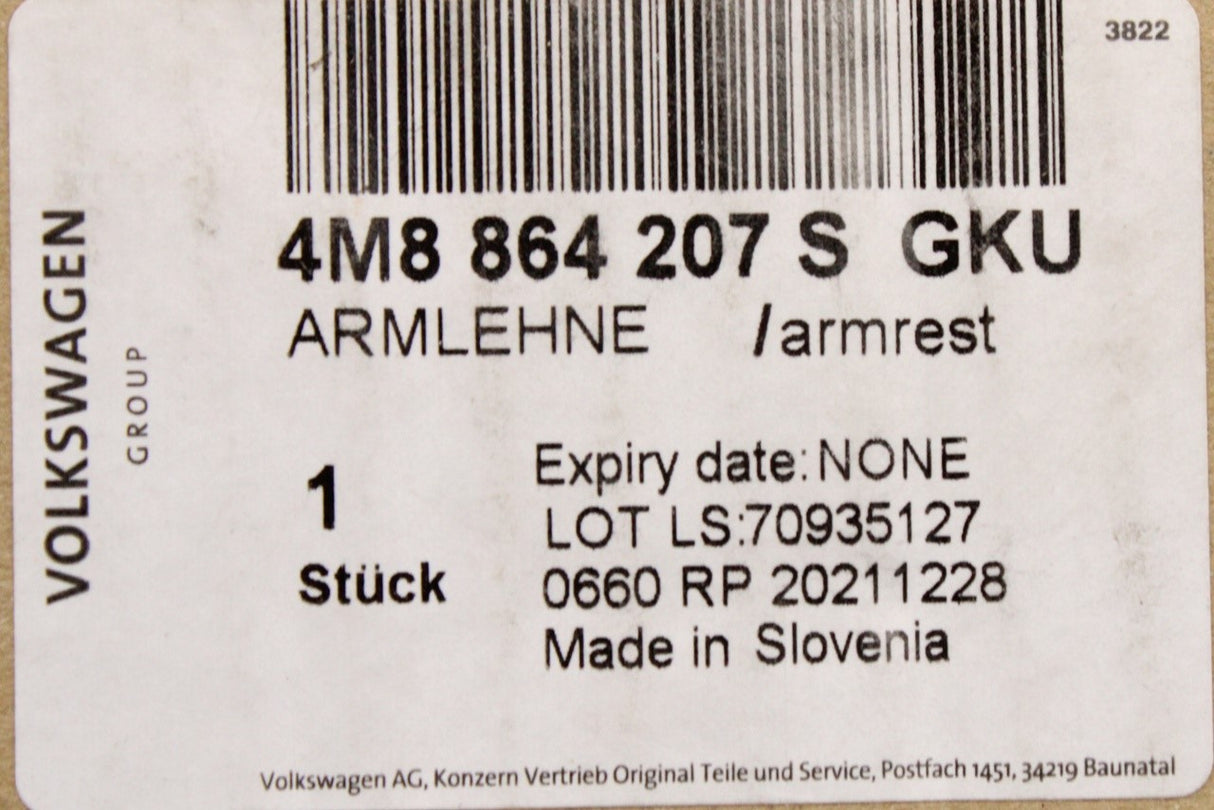 3822
VOLKSWAGEN
GROUP
4M8 864 207 S GKU
ARMLEHNE /armrest
1
Stück
Expiry date:NONE
LOT LS:70935127
0660 RP 20211228
Made in Slovenia
Volkswagen AG, Konzern Vertrieb Original Teile und Service, Postfach 1451, 34219 Baunatal